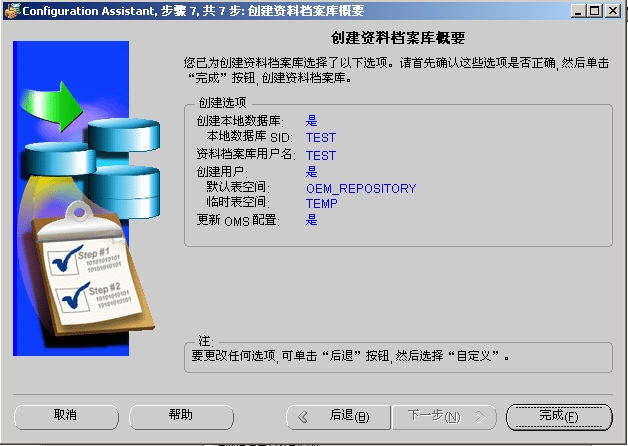 Configuration Assistant, 步骤 7, 共 7 步: 创建资料档案库概要
创建资料档案库概要
您已为创建资料档案库选择了以下选项。请首先确认这些选项是否正确, 然后单击
“完成”按钮, 创建资料档案库。
创建选项
创建本地数据库: 是
本地数据库 SID: TEST
资料档案库用户名: TEST
创建用户: 是
默认表空间: OEM_REPOSITORY
临时表空间: TEMP
更新 OMS 配置: 是
Step #1
10101010101
10101010101
Step #2
10101010101
10101010101
注:
要更改任何选项, 可单击“后退”按钮, 然后选择“自定义”。
取消 帮助 后退(B) 下一步(N) 完成(F)